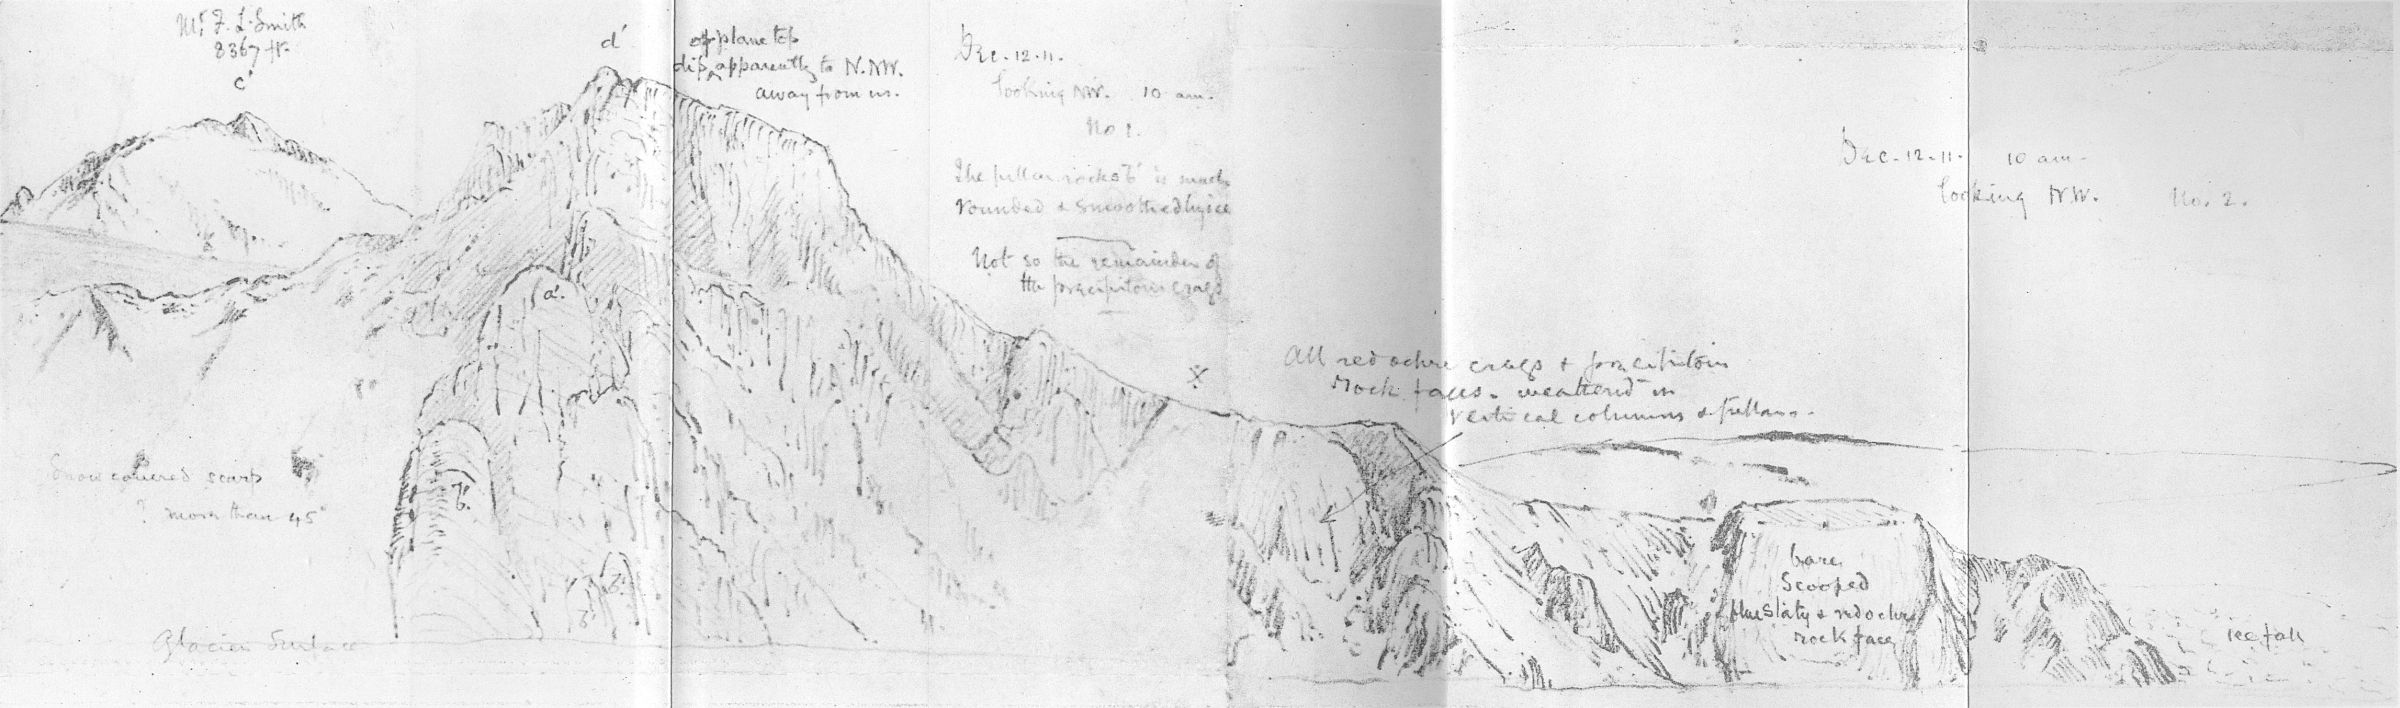 Mt F. L. Smith
8367 ft.
c'
d'
of plane top
dip, apparently to N.NW.
away from us.
Dec. 12. 11.
looking NW. 10 am.
No 1.
The pillar rocks b' is much
rounded & smoothed by ice
Not so the remainder of
the precipitous crags
Dec. 12. 11. 10 am.
looking N.W. No. 2.
a'.
X
All red ochre crags & precipitous
rock faces. weathered in
vertical columns & pillars.
Snow covered scarp
? more than 45°
b'.
b'.
b'
bare
Scooped
blue slaty & red ochre
rock face
Glacier Surface
ice fall